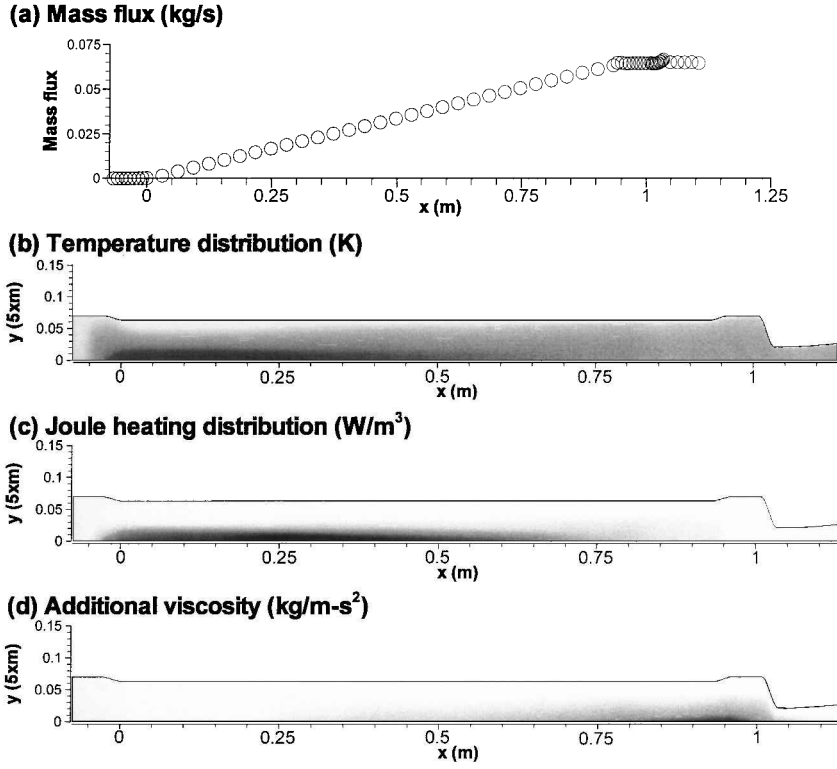 (a) Mass flux (kg/s)
Mass flux
0.075
0.05
0.025
0
0 0.25 0.5 0.75 1 1.25
x (m)
(b) Temperature distribution (K)
y (5xm)
0.15
0.1
0.05
0
0 0.25 0.5 0.75 1
x (m)
(c) Joule heating distribution (W/m³)
y (5xm)
0.15
0.1
0.05
0
0 0.25 0.5 0.75 1
x (m)
(d) Additional viscosity (kg/m-s²)
y (5xm)
0.15
0.1
0.05
0
0 0.25 0.5 0.75 1
x (m)